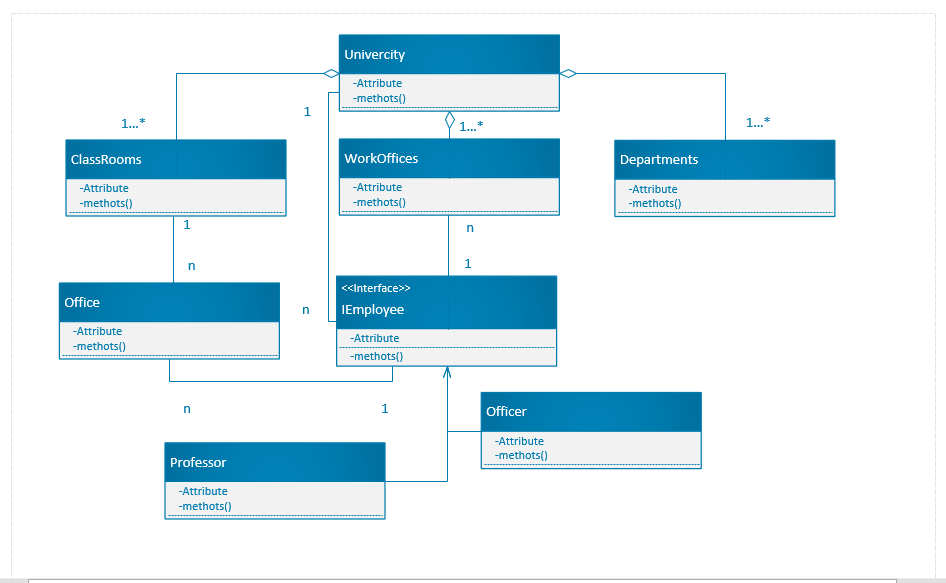 Univercity
-Attribute
-methots()
1
1...*
1...*
1...*
ClassRooms
-Attribute
-methots()
WorkOffices
-Attribute
-methots()
Departments
-Attribute
-methots()
1
n
n
1
Office
-Attribute
-methots()
n
<<Interface>>
IEmployee
-Attribute
-methots()
n
1
Officer
-Attribute
-methots()
Professor
-Attribute
-methots()